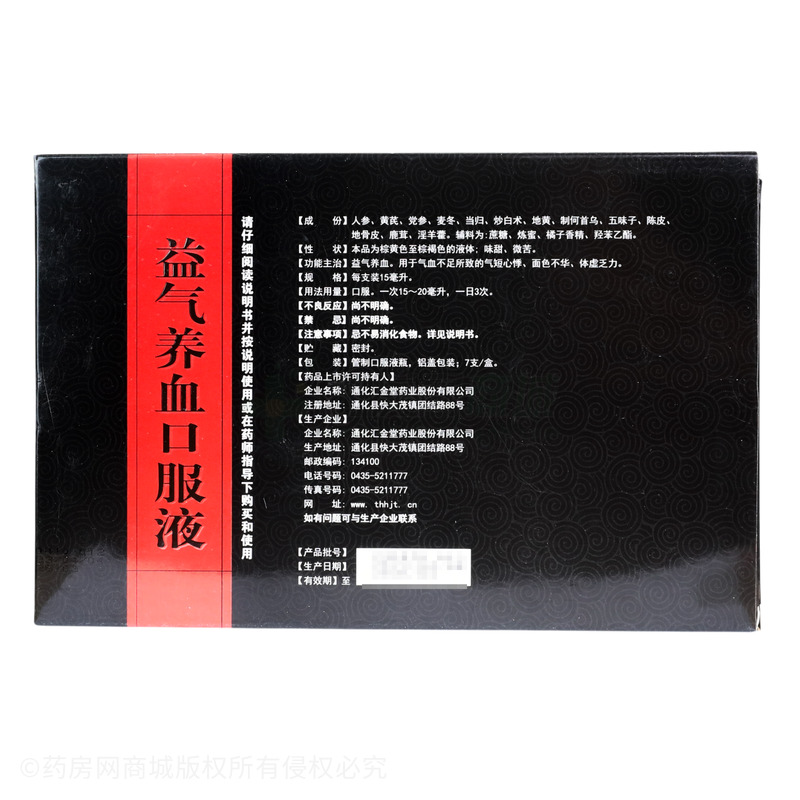 益气养血口服液
请仔细阅读说明书并按说明使用或在药师指导下购买和使用
【成 份】人参、黄芪、党参、麦冬、当归、炒白术、地黄、制何首乌、五味子、陈皮、
地骨皮、鹿茸、淫羊藿。辅料为:蔗糖、炼蜜、橘子香精、羟苯乙酯。
【性 状】本品为棕黄色至棕褐色的液体;味甜、微苦。
【功能主治】益气养血。用于气血不足所致的气短心悸、面色不华、体虚乏力。
【规 格】每支装15毫升。
【用法用量】口服。一次15~20毫升,一日3次。
【不良反应】尚不明确。
【禁 忌】尚不明确。
【注意事项】忌不易消化食物。详见说明书。
【贮 藏】密封。
【包 装】管制口服液瓶,铝盖包装;7支/盒。
【药品上市许可持有人】
企业名称: 通化汇金堂药业股份有限公司
注册地址: 通化县快大茂镇团结路88号
【生产企业】
企业名称: 通化汇金堂药业股份有限公司
生产地址: 通化县快大茂镇团结路88号
邮政编码: 134100
电话号码: 0435-5211777
传真号码: 0435-5211777
网 址: www. thhjt. cn
如有问题可与生产企业联系
【产品批号】
【生产日期】
【有效期】至
©药房网商城版权所有侵权必究